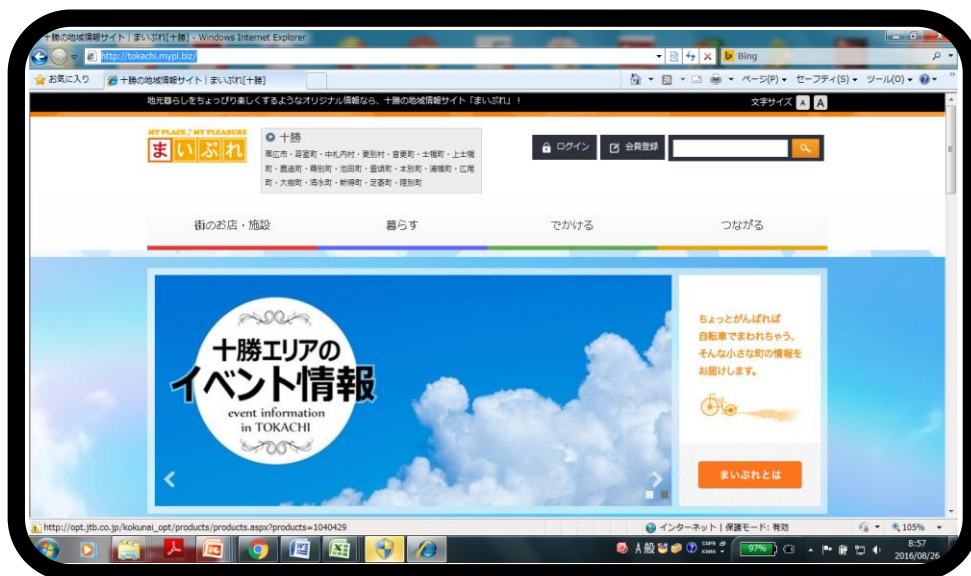 十勝の地域情報サイト | まいぷれ[十勝] - Windows Internet Explorer
http://tokachi.mypl.biz/
Bing
お気に入り
十勝の地域情報サイト | まいぷれ[十勝]
ページ(P)
セーフティ(S)
ツール(O)
地元暮らしをちょっぴり楽しくするようなオリジナル情報なら、十勝の地域情報サイト「まいぷれ」!
文字サイズ A A
MY PLACE / MY PLEASURE
まいぷれ
十勝
帯広市・芽室町・中札内村・更別村・音更町・士幌町・上士幌
町・鹿追町・幕別町・池田町・豊頃町・本別町・浦幌町・広尾
町・大樹町・清水町・新得町・足寄町・陸別町
ログイン
会員登録
街のお店・施設
暮らす
でかける
つながる
十勝エリアの
イベント情報
event information
in TOKACHI
ちょっとがんばれば
自転車でまわれちゃう、
そんな小さな町の情報を
お届けします。
まいぷれとは
http://opt.jtb.co.jp/kokunai_opt/products/products.aspx?products=1040429
インターネット | 保護モード: 有効
105%
A 般
CAPS
KANA
97%
8:57
2016/08/26